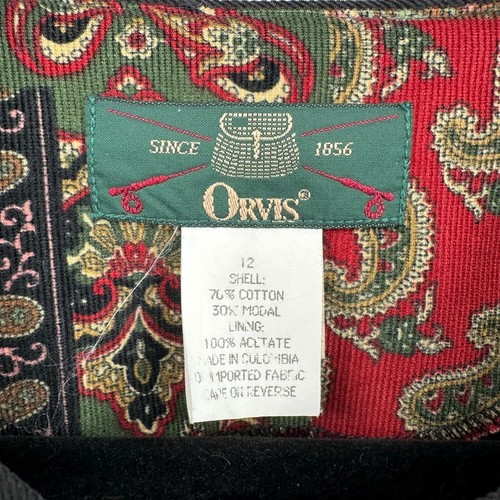 SINCE 1856
ORVIS®
12
SHELL:
70% COTTON
30% MODAL
LINING:
100% ACETATE
MADE IN COLOMBIA
OF IMPORTED FABRIC
CARE ON REVERSE